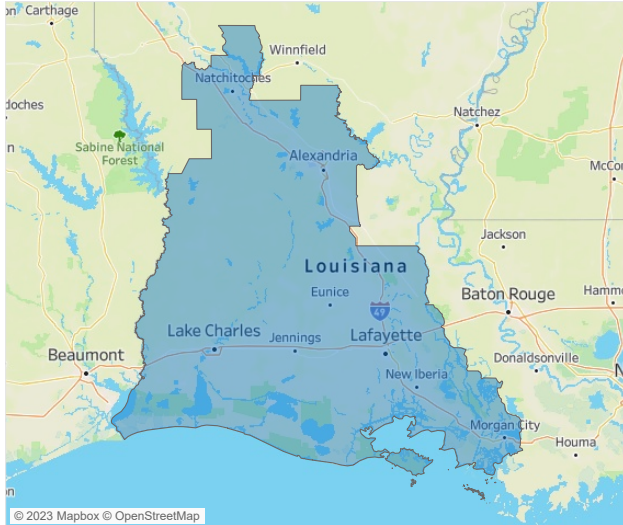 Carthage
Winnfield
Natchitoches
Natchez
Sabine National
Forest
Alexandria
Jackson
Louisiana
Eunice
Baton Rouge
49
Lake Charles
Jennings
Lafayette
Beaumont
Donaldsonville
New Iberia
Morgan City
Houma
© 2023 Mapbox © OpenStreetMap